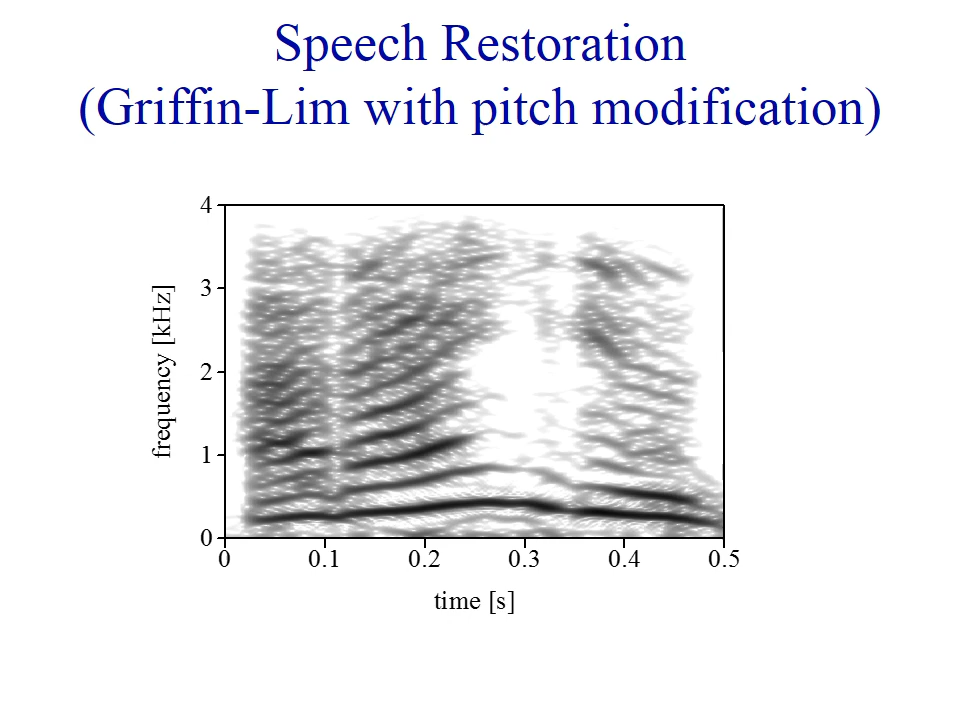 Speech Restoration
(Griffin-Lim with pitch modification)
4
3
2
1
0
frequency [kHz]
0 0.1 0.2 0.3 0.4 0.5
time [s]